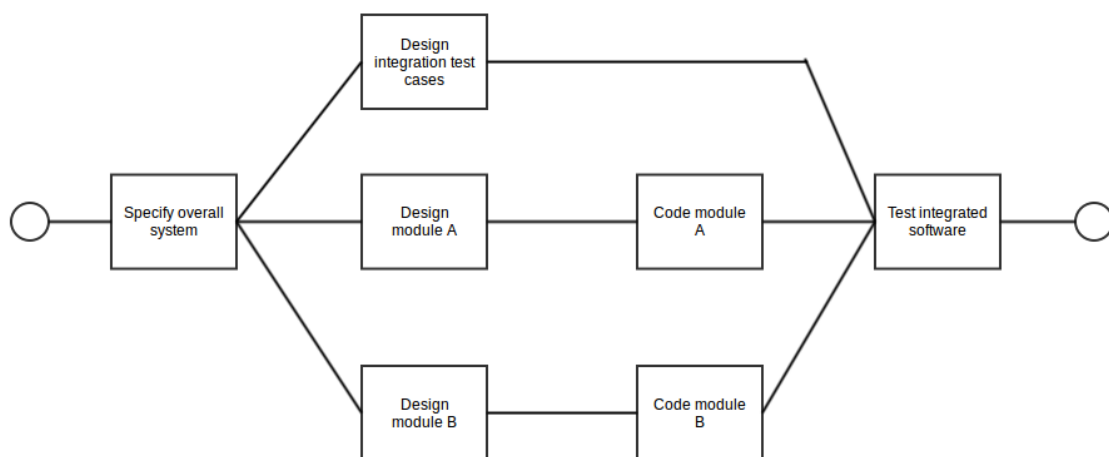 Design
integration test
cases
Specify overall
system
Design
module A
Code module
A
Test integrated
software
Design
module B
Code module
B